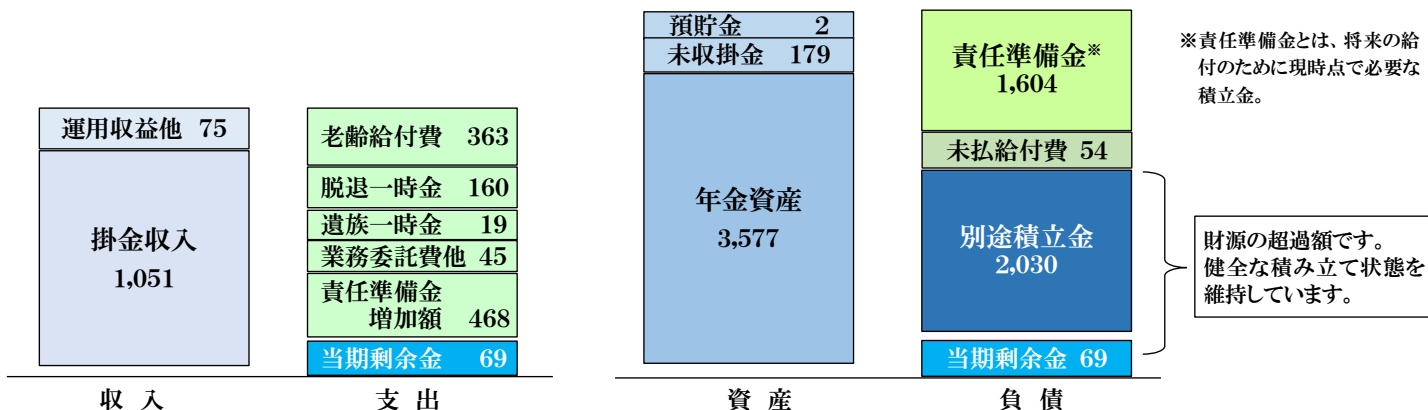 運用収益他 75
掛金収入
1,051
老齢給付費 363
脱退一時金 160
遺族一時金 19
業務委託費他 45
責任準備金
増加額 468
当期剰余金 69
収 入
支 出
預貯金 2
未収掛金 179
年金資産
3,577
責任準備金※
1,604
未払給付費 54
別途積立金
2,030
当期剰余金 69
資 産
負 債
※責任準備金とは、将来の給
付のために現時点で必要な
積立金。
財源の超過額です。
健全な積み立て状態を
維持しています。